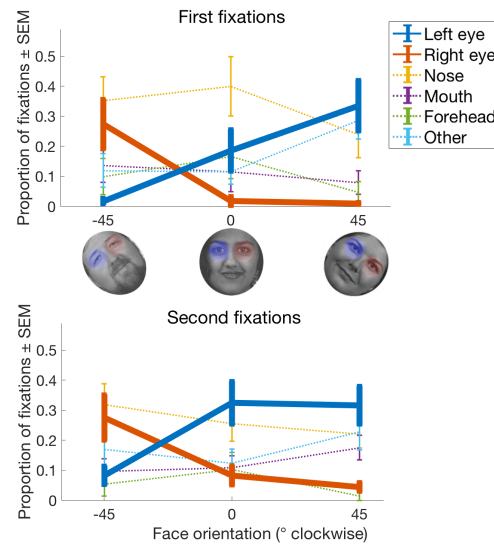 First fixations
Proportion of fixations ± SEM
0.5
0.4
0.3
0.2
0.1
0
-45
0
45
Left eye
Right eye
Nose
Mouth
Forehead
Other
Second fixations
Proportion of fixations ± SEM
0.5
0.4
0.3
0.2
0.1
0
-45
0
45
Face orientation (° clockwise)